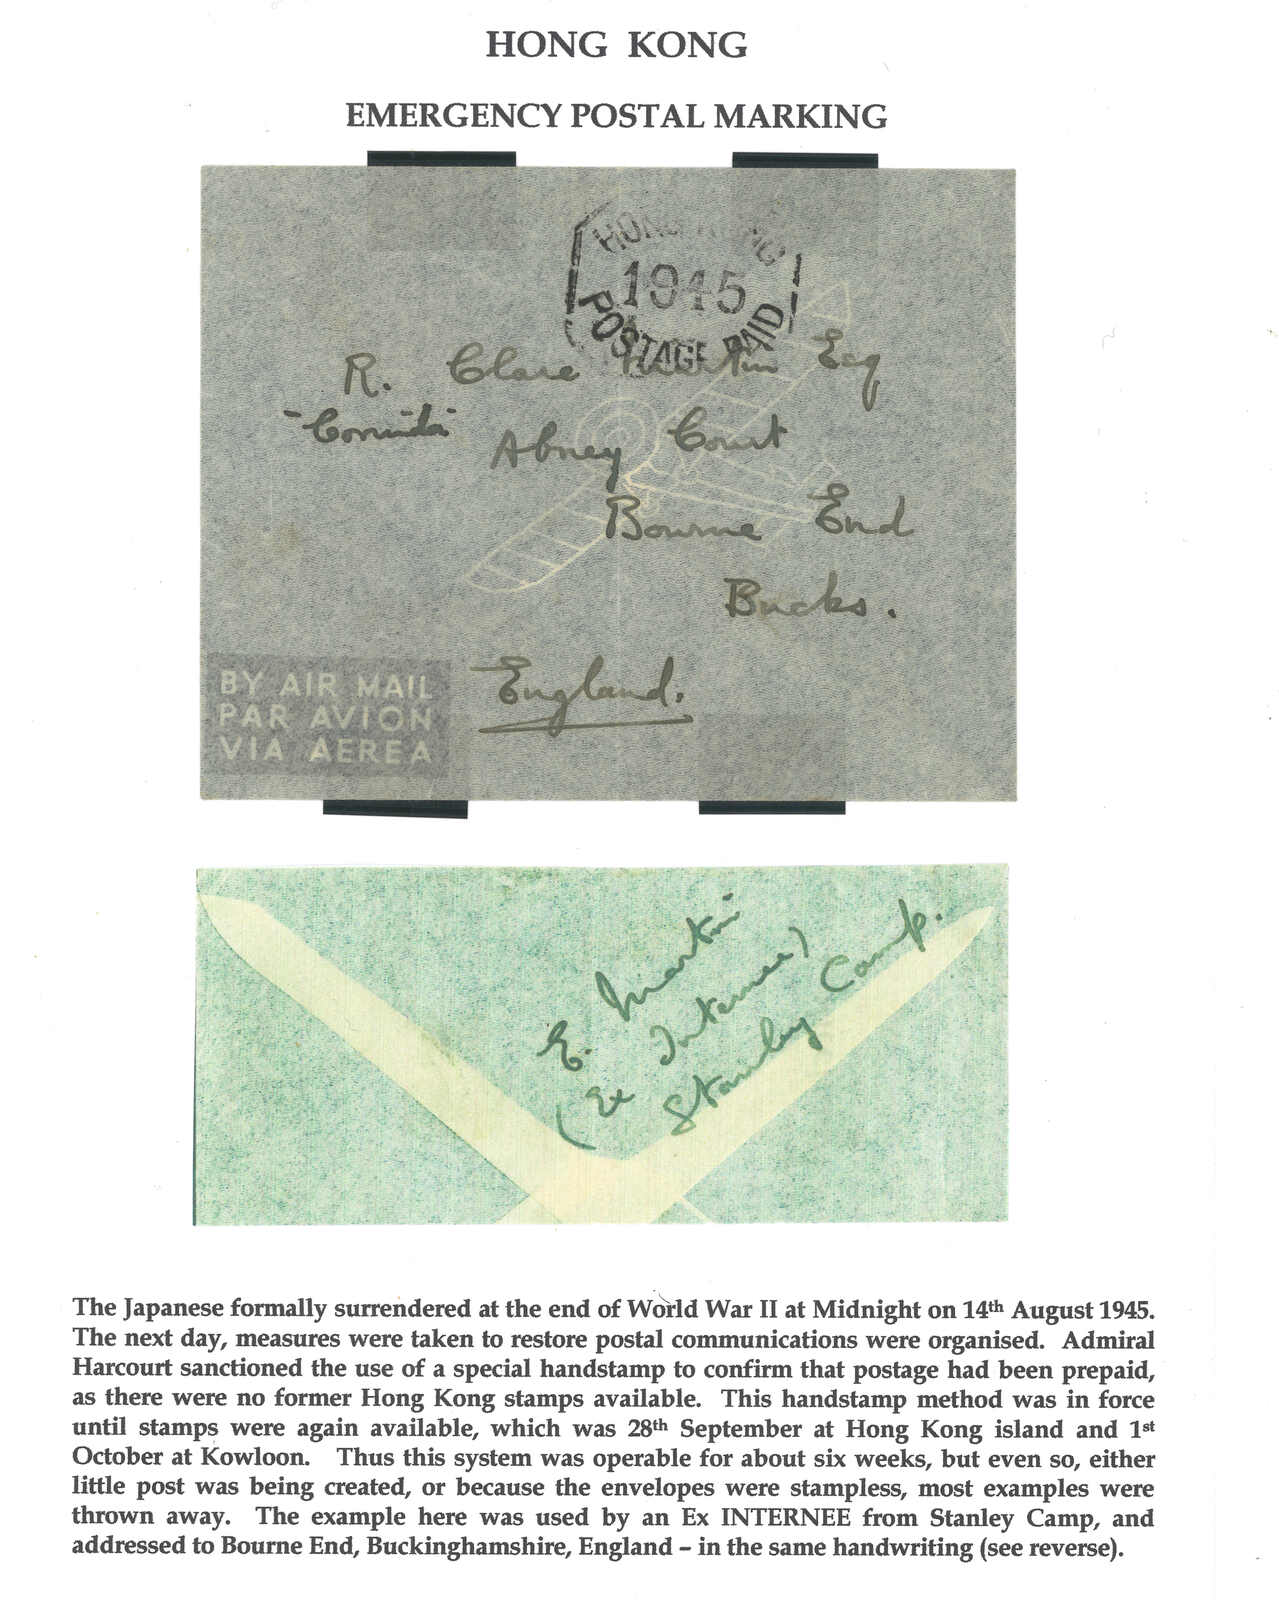 HONG KONG
EMERGENCY POSTAL MARKING
HONG KONG
1945
POSTAGE PAID
R. Clare Martin Esq
Abney Court
Bourne End
Bucks.
England.
BY AIR MAIL
PAR AVION
VIA AEREA
E. Martin
(Ex Internee)
Stanley Camp.
The Japanese formally surrendered at the end of World War II at Midnight on 14th August 1945.
The next day, measures were taken to restore postal communications were organised. Admiral
Harcourt sanctioned the use of a special handstamp to confirm that postage had been prepaid,
as there were no former Hong Kong stamps available. This handstamp method was in force
until stamps were again available, which was 28th September at Hong Kong island and 1st
October at Kowloon. Thus this system was operable for about six weeks, but even so, either
little post was being created, or because the envelopes were stampless, most examples were
thrown away. The example here was used by an Ex INTERNEE from Stanley Camp, and
addressed to Bourne End, Buckinghamshire, England – in the same handwriting (see reverse).